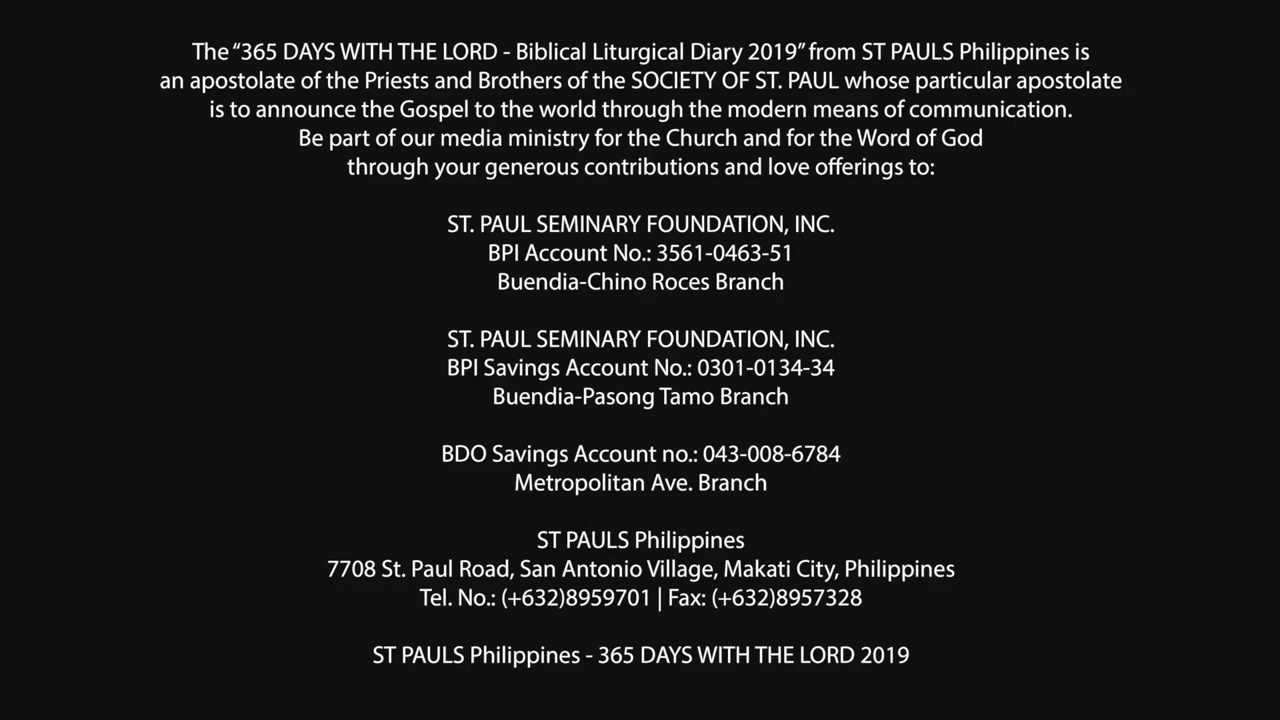 The “365 DAYS WITH THE LORD - Biblical Liturgical Diary 2019” from ST PAULS Philippines is
an apostolate of the Priests and Brothers of the SOCIETY OF ST. PAUL whose particular apostolate
is to announce the Gospel to the world through the modern means of communication.
Be part of our media ministry for the Church and for the Word of God
through your generous contributions and love offerings to:
ST. PAUL SEMINARY FOUNDATION, INC.
BPI Account No.: 3561-0463-51
Buendia-Chino Roces Branch
ST. PAUL SEMINARY FOUNDATION, INC.
BPI Savings Account No.: 0301-0134-34
Buendia-Pasong Tamo Branch
BDO Savings Account no.: 043-008-6784
Metropolitan Ave. Branch
ST PAULS Philippines
7708 St. Paul Road, San Antonio Village, Makati City, Philippines
Tel. No.: (+632)8959701 | Fax: (+632)8957328
ST PAULS Philippines - 365 DAYS WITH THE LORD 2019